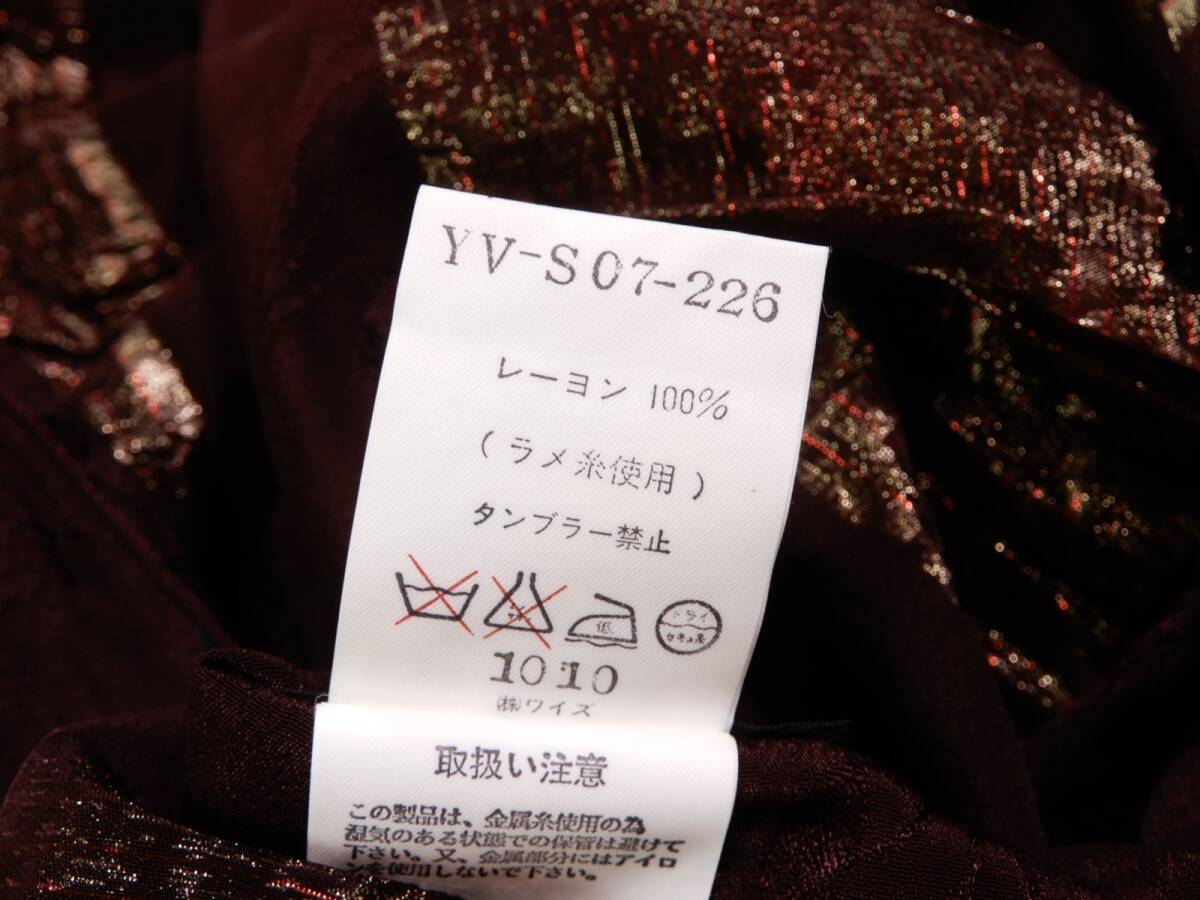 YV-S07-226
レーヨン 100%
(ラメ糸使用)
タンブラー禁止
低
ドライ
セキユ系
1010
(株)ワイズ
取扱い注意
この製品は、金属糸使用の為
湿気のある状態での保管は避けて
下さい。又、金属部分にはアイロ
ンを使用しないで下さい。